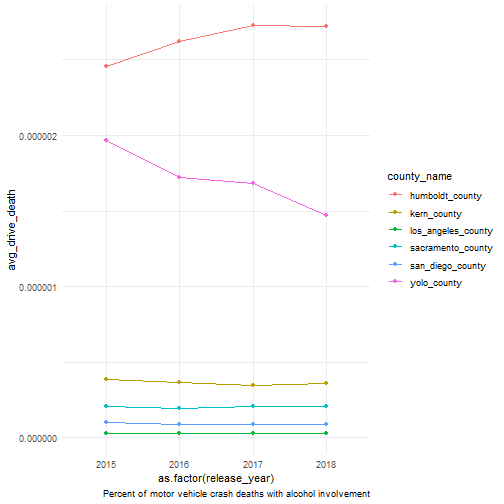 avg_drive_death
0.000002
0.000001
0.000000
2015 2016 2017 2018
as.factor(release_year)
Percent of motor vehicle crash deaths with alcohol involvement
county_name
humboldt_county
kern_county
los_angeles_county
sacramento_county
san_diego_county
yolo_county